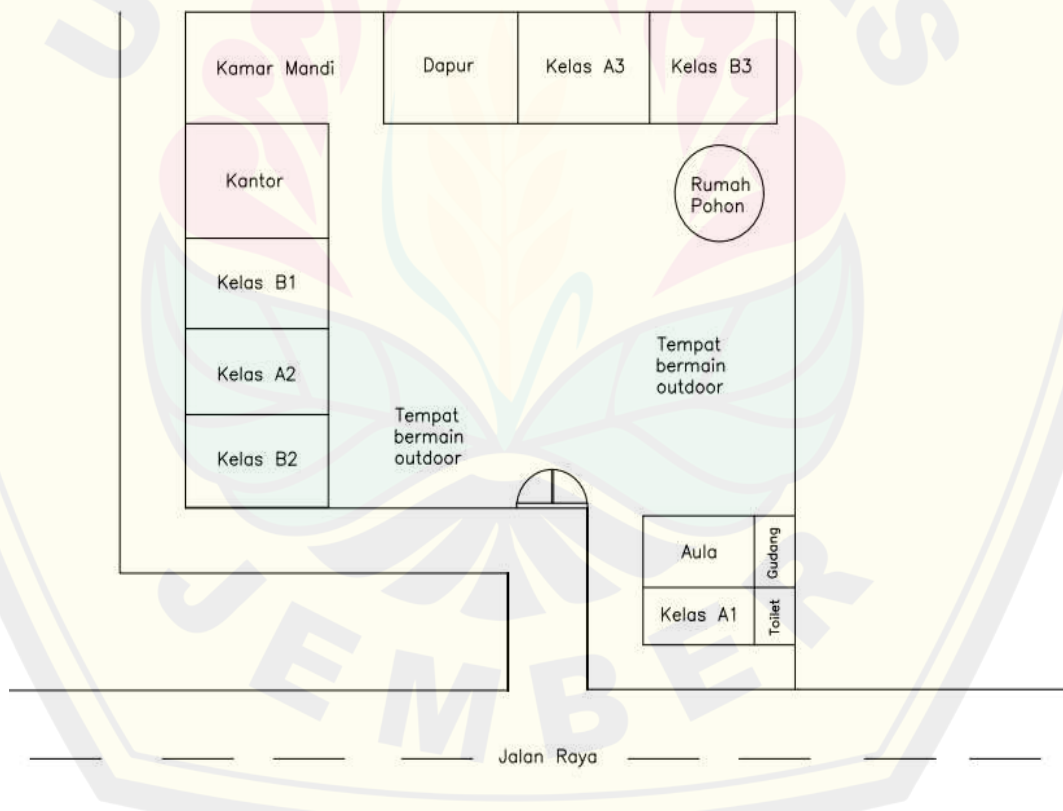 Kamar Mandi
Dapur
Kelas A3
Kelas B3
Kantor
Rumah
Pohon
Kelas B1
Kelas A2
Tempat
bermain
outdoor
Tempat
bermain
outdoor
Kelas B2
Aula
Gudang
Kelas A1
Toilet
JEMBER
Jalan Raya